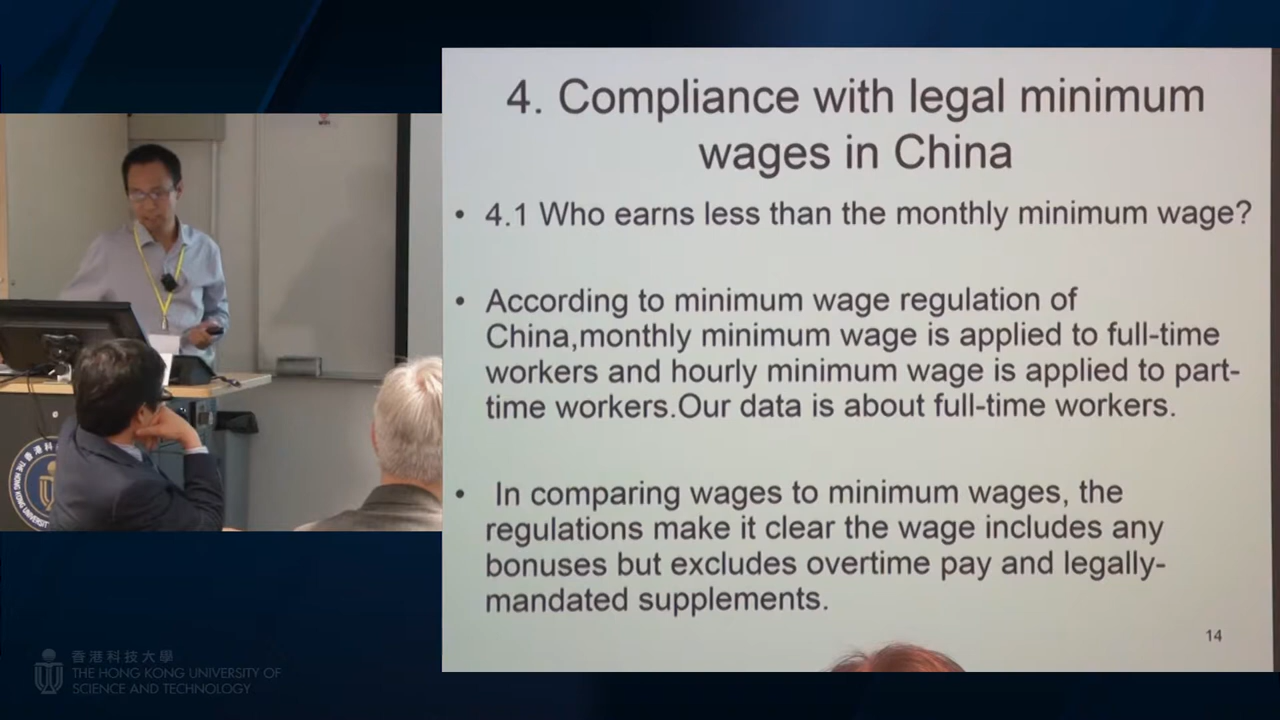 4. Compliance with legal minimum
wages in China
• 4.1 Who earns less than the monthly minimum wage?
• According to minimum wage regulation of
China,monthly minimum wage is applied to full-time
workers and hourly minimum wage is applied to part-
time workers.Our data is about full-time workers.
• In comparing wages to minimum wages, the
regulations make it clear the wage includes any
bonuses but excludes overtime pay and legally-
mandated supplements.
14
香港科技大學
THE HONG KONG UNIVERSITY OF
SCIENCE AND TECHNOLOGY